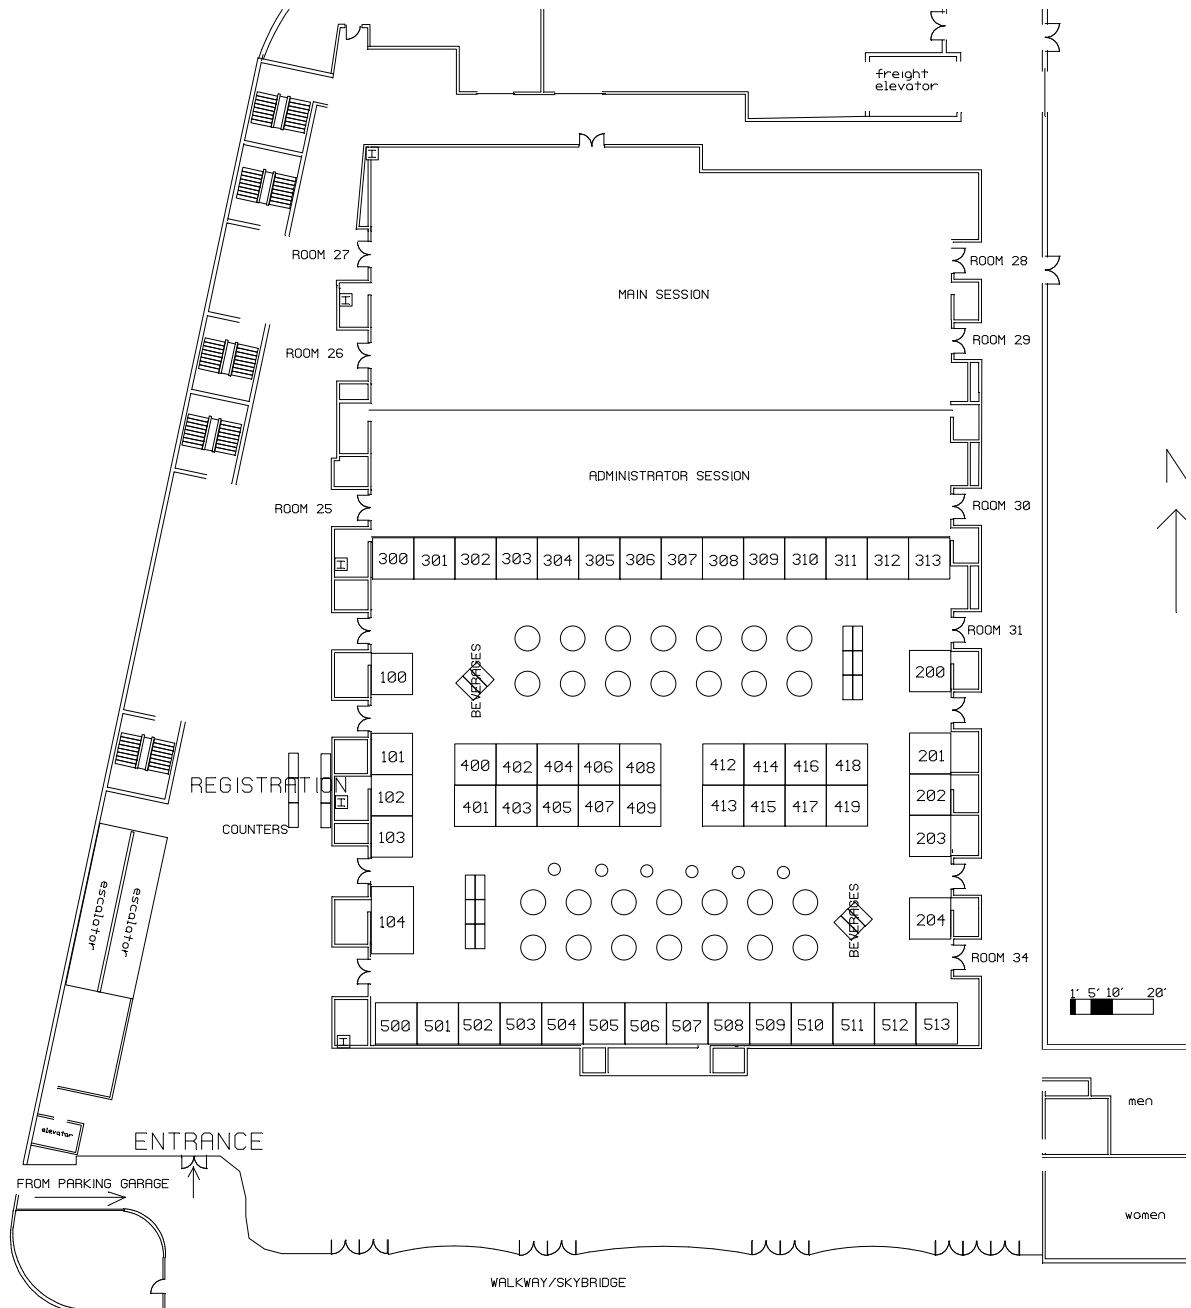 freight
elevator
ROOM 27
ROOM 28
MAIN SESSION
ROOM 26
ROOM 29
N
ADMINISTRATOR SESSION
ROOM 25
ROOM 30
300 301 302 303 304 305 306 307 308 309 310 311 312 313
ROOM 31
BEVERAGES
100
200
101
400 402 404 406 408
412 414 416 418
201
REGISTRATION
102
401 403 405 407 409
413 415 417 419
202
COUNTERS
103
203
escalator
escalator
104
BEVERAGES
204
ROOM 34
1' 5' 10' 20'
500 501 502 503 504 505 506 507 508 509 510 511 512 513
men
elevator
ENTRANCE
FROM PARKING GARAGE
women
WALKWAY/SKYBRIDGE